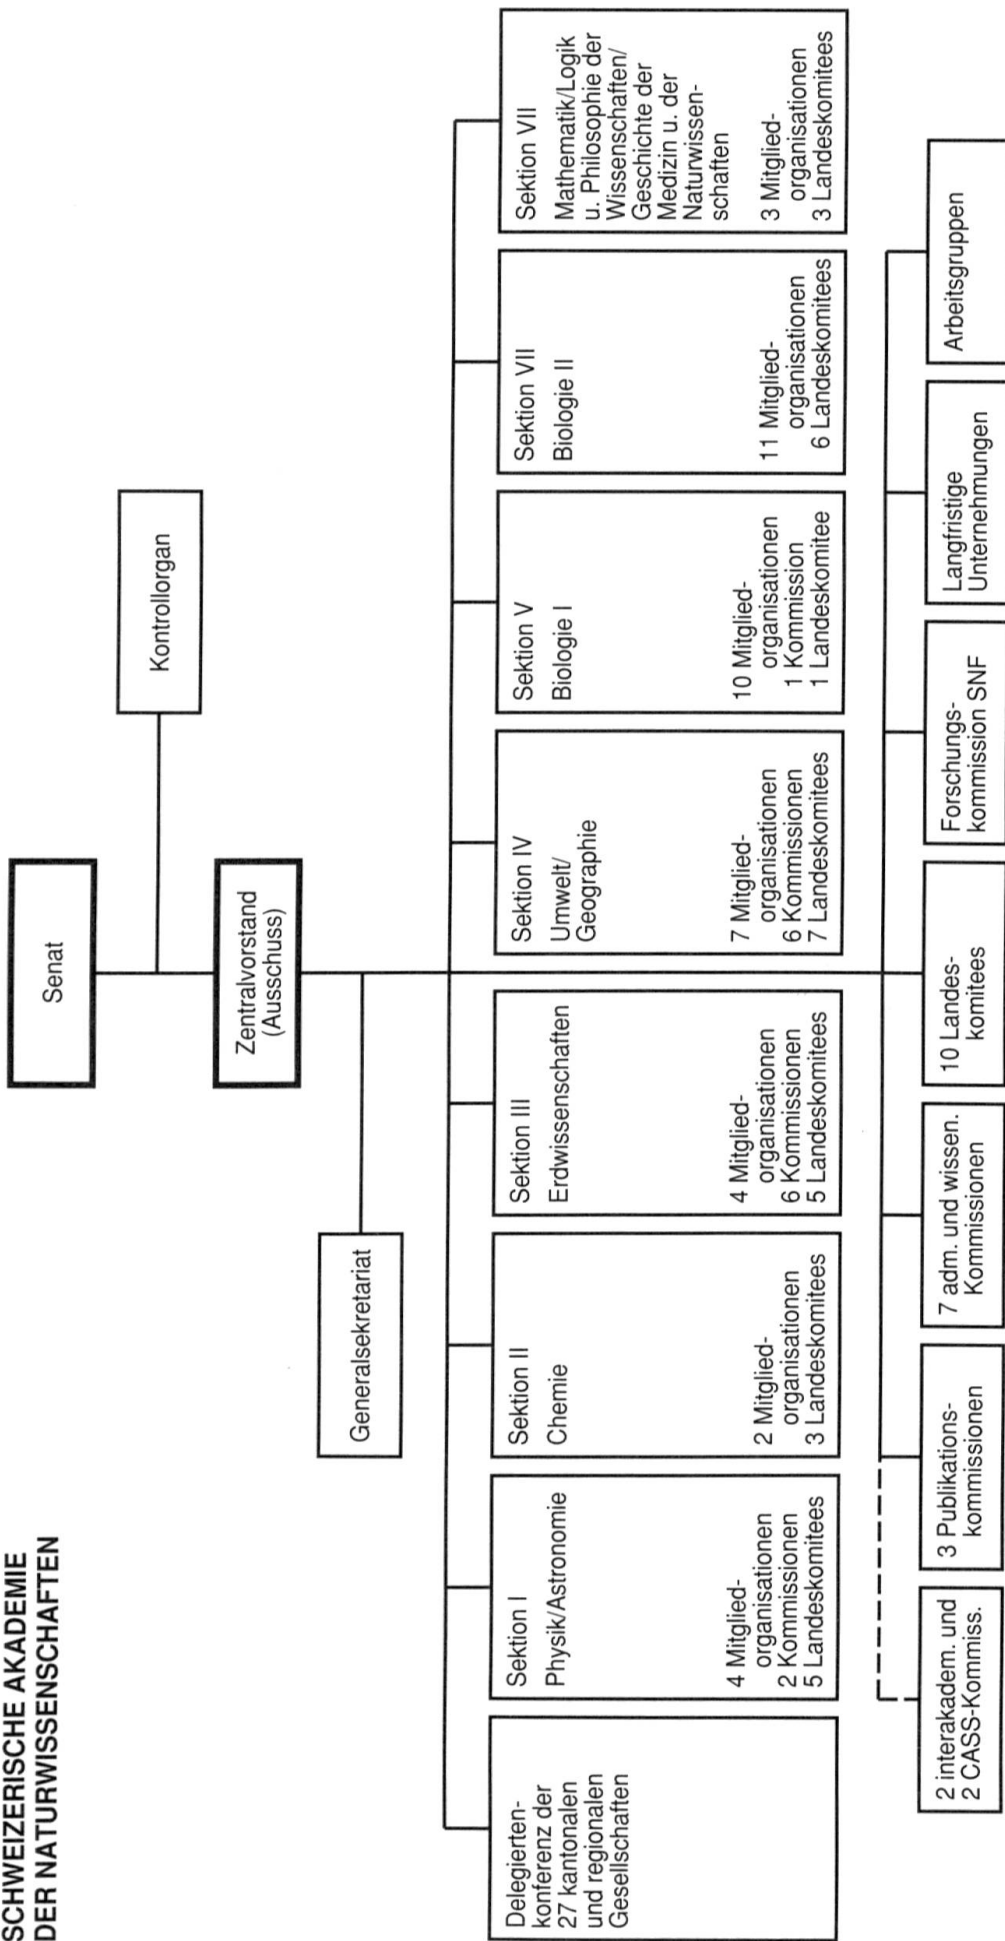 SCHWEIZERISCHE AKADEMIE
DER NATURWISSENSCHAFTEN
Senat
Kontrollorgan
Zentralvorstand
(Ausschuss)
Generalsekretariat
Delegierten-
konferenz der
27 kantonalen
und regionalen
Gesellschaften
Sektion I
Physik/Astronomie
4 Mitglied-
organisationen
2 Kommissionen
5 Landeskomitees
Sektion II
Chemie
2 Mitglied-
organisationen
3 Landeskomitees
Sektion III
Erdwissenschaften
4 Mitglied-
organisationen
6 Kommissionen
5 Landeskomitees
Sektion IV
Umwelt/
Geographie
7 Mitglied-
organisationen
6 Kommissionen
7 Landeskomitees
Sektion V
Biologie I
10 Mitglied-
organisationen
1 Kommission
1 Landeskomitee
Sektion VII
Biologie II
11 Mitglied-
organisationen
6 Landeskomitees
Sektion VII
Mathematik/Logik
u. Philosophie der
Wissenschaften/
Geschichte der
Medizin u. der
Naturwissen-
schaften
3 Mitglied-
organisationen
3 Landeskomitees
2 interakadem. und
2 CASS-Kommiss.
3 Publikations-
kommissionen
7 adm. und wissen.
Kommissionen
10 Landes-
komitees
Forschungs-
kommission SNF
Langfristige
Unternehmungen
Arbeitsgruppen